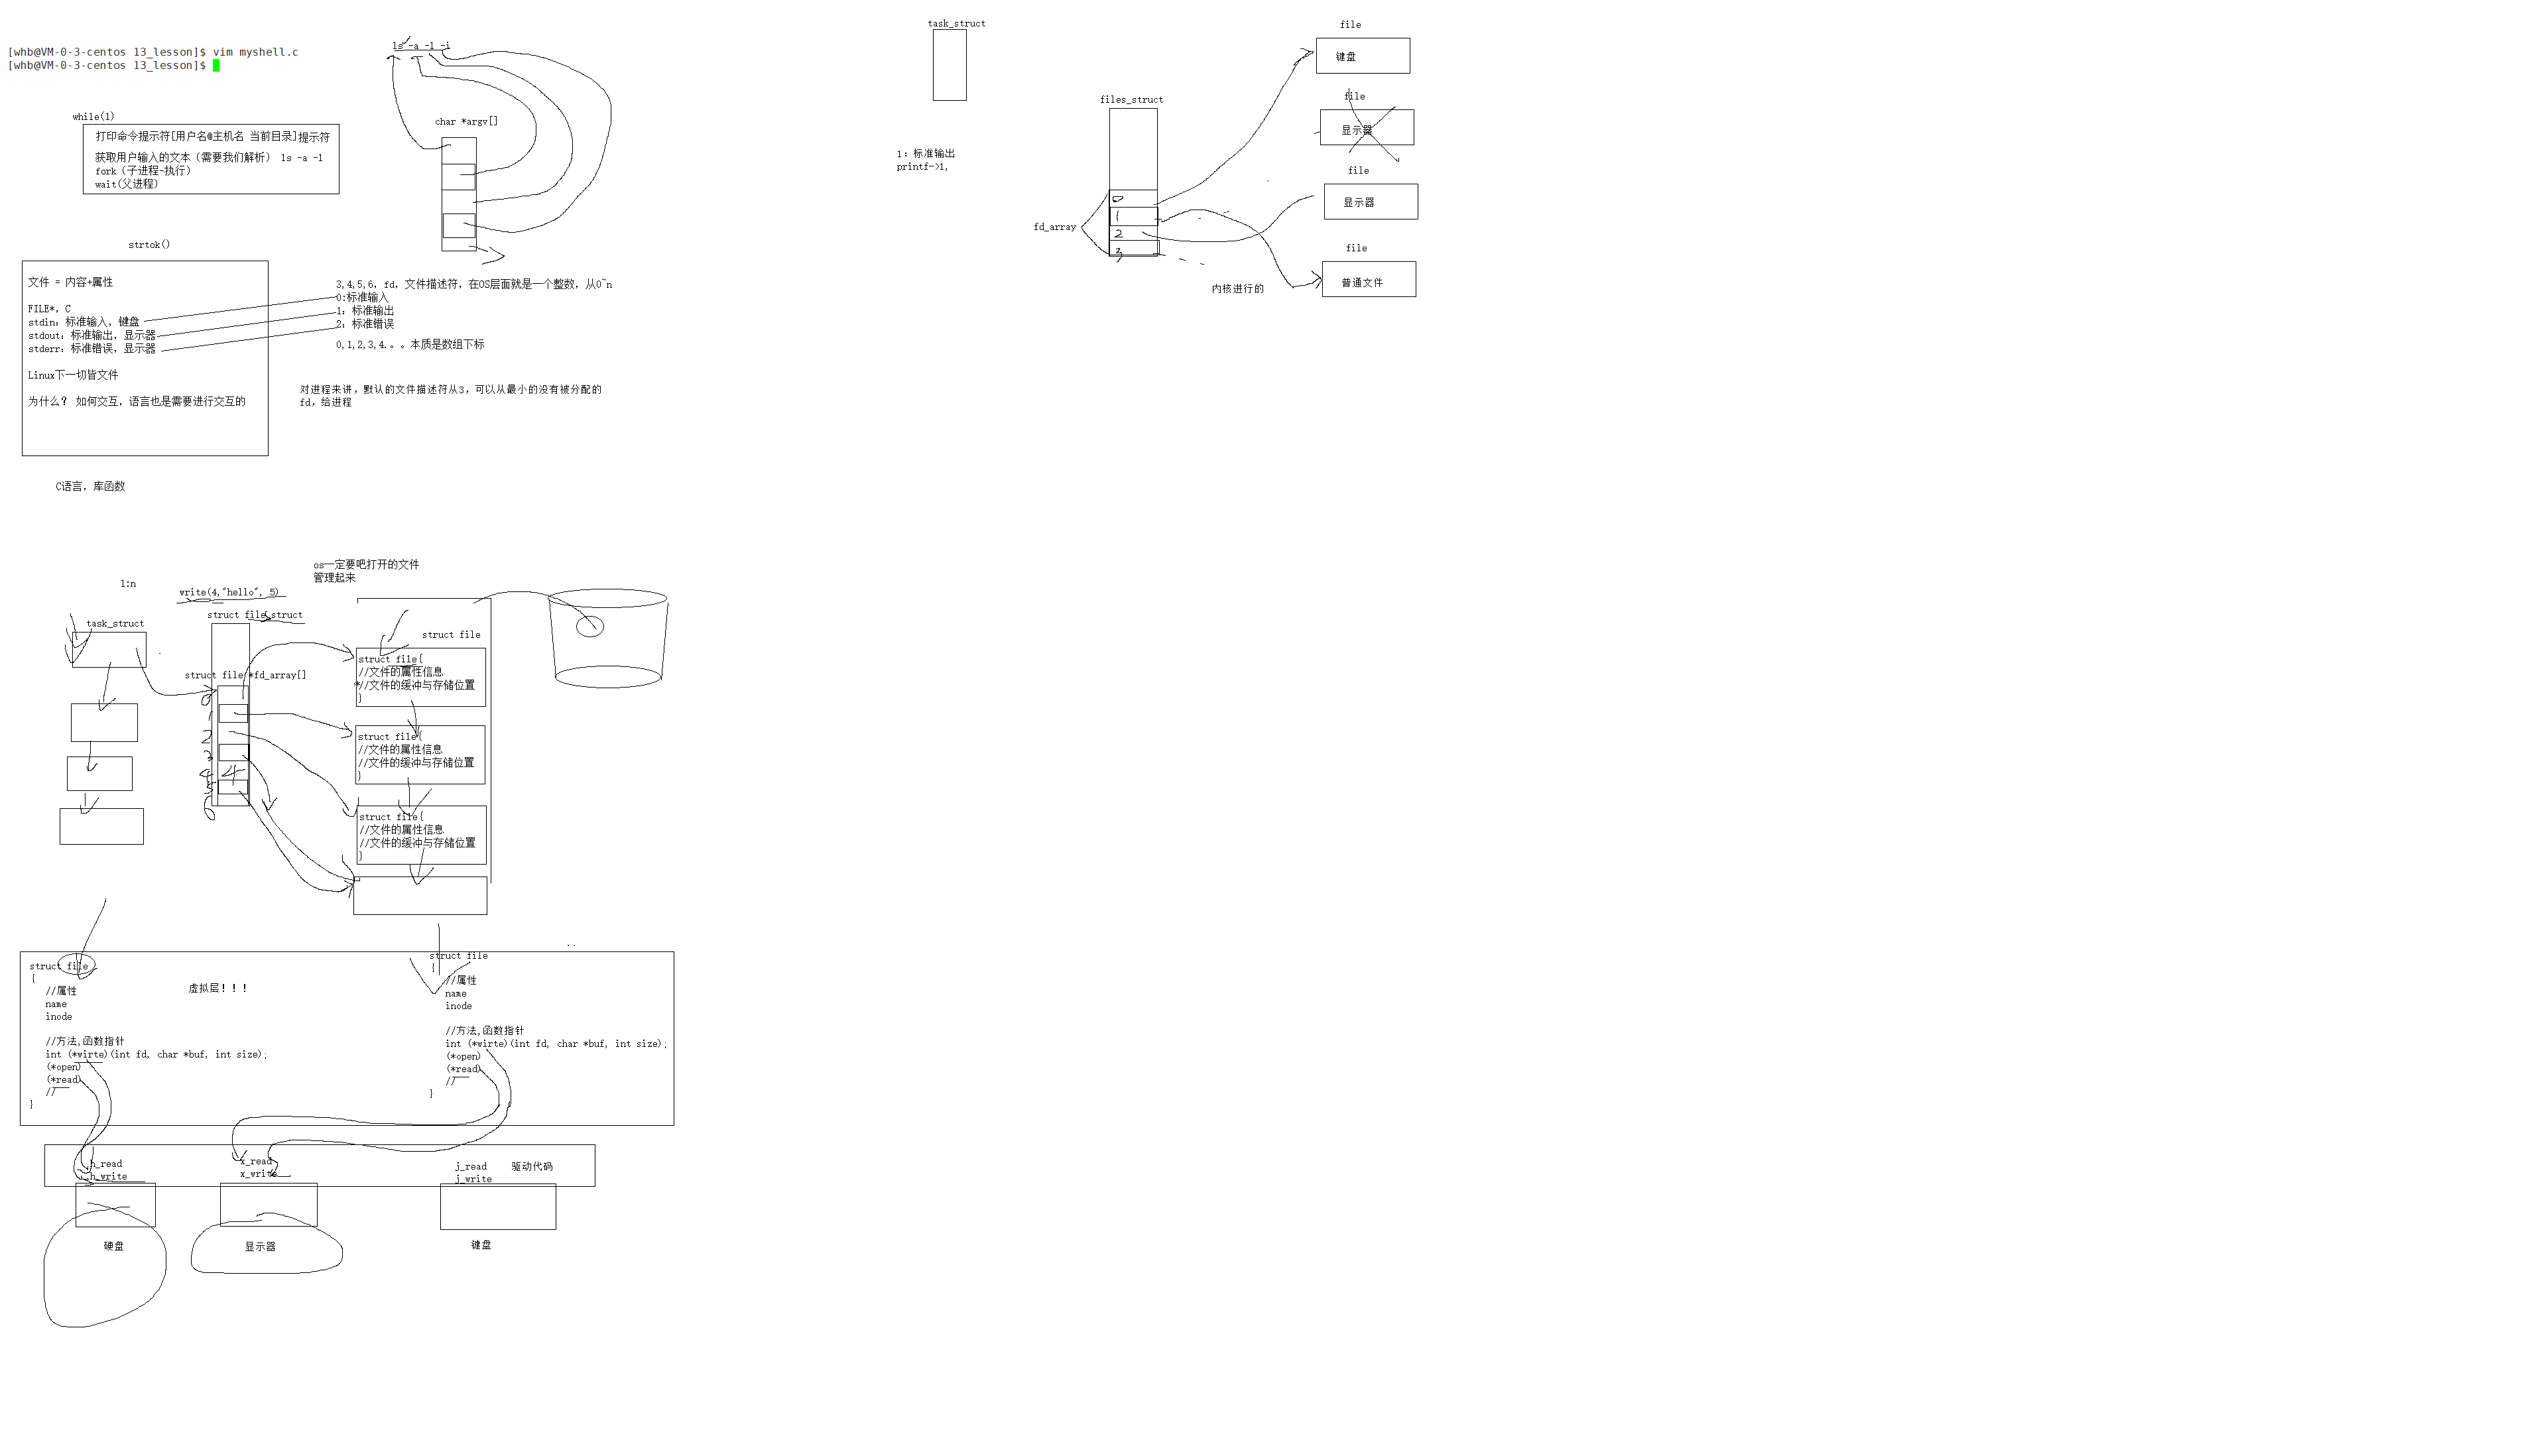 [whb@VM-0-3-centos 13_lesson]$ vim myshell.c
[whb@VM-0-3-centos 13_lesson]$
ls -a -l -i
while(1)
打印命令提示符[用户名@主机名 当前目录]提示符
获取用户输入的文本（需要我们解析） ls -a -l
fork（子进程-执行）
wait(父进程)
char *argv[]
strtok()
文件 = 内容+属性
FILE*, C
stdin: 标准输入, 键盘
stdout: 标准输出, 显示器
stderr: 标准错误, 显示器
Linux下一切皆文件
为什么? 如何交互, 语言也是需要进行交互的
3,4,5,6, fd, 文件描述符, 在OS层面就是一个整数, 从0~n
0:标准输入
1: 标准输出
2: 标准错误
0,1,2,3,4.。。本质是数组下标
对进程来讲, 默认的文件描述符从3, 可以从最小的没有被分配的
fd, 给进程
C语言, 库函数
task_struct
1: 标准输出
printf->1,
files_struct
fd_array
0
1
2
3
file
键盘
file
显示器
file
显示器
file
普通文件
内核进行的
os一定要吧打开的文件
管理起来
1:n
write(4,"hello", 5)
task_struct
struct file_struct
struct file *fd_array[]
0
1
2
3
4
5
6
4
struct file
struct file{
//文件的属性信息
*//文件的缓冲与存储位置
}
struct file{
//文件的属性信息
//文件的缓冲与存储位置
}
struct file{
//文件的属性信息
//文件的缓冲与存储位置
}
struct file
{
//属性
name
inode
//方法,函数指针
int (*wirte)(int fd, char *buf, int size);
(*open)
(*read)
//
}
虚拟层！！！
struct file
{
//属性
name
inode
//方法,函数指针
int (*wirte)(int fd, char *buf, int size);
(*open)
(*read)
//
}
h_read
h_write
x_read
x_write
j_read 驱动代码
j_write
硬盘
显示器
键盘